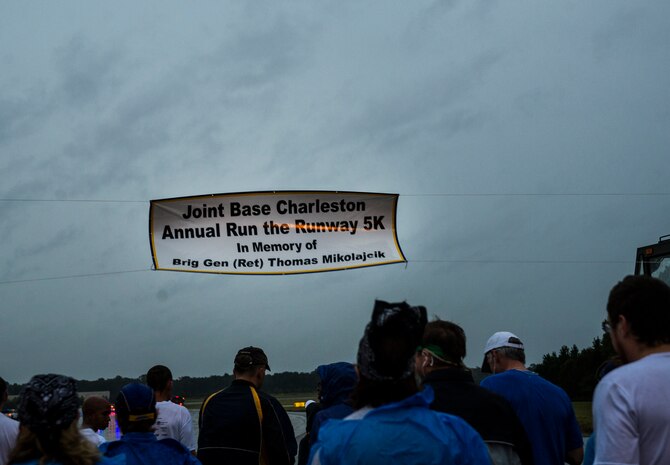 Joint Base Charleston
Annual Run the Runway 5K
In Memory of
Brig Gen (Ret) Thomas Mikolajcik